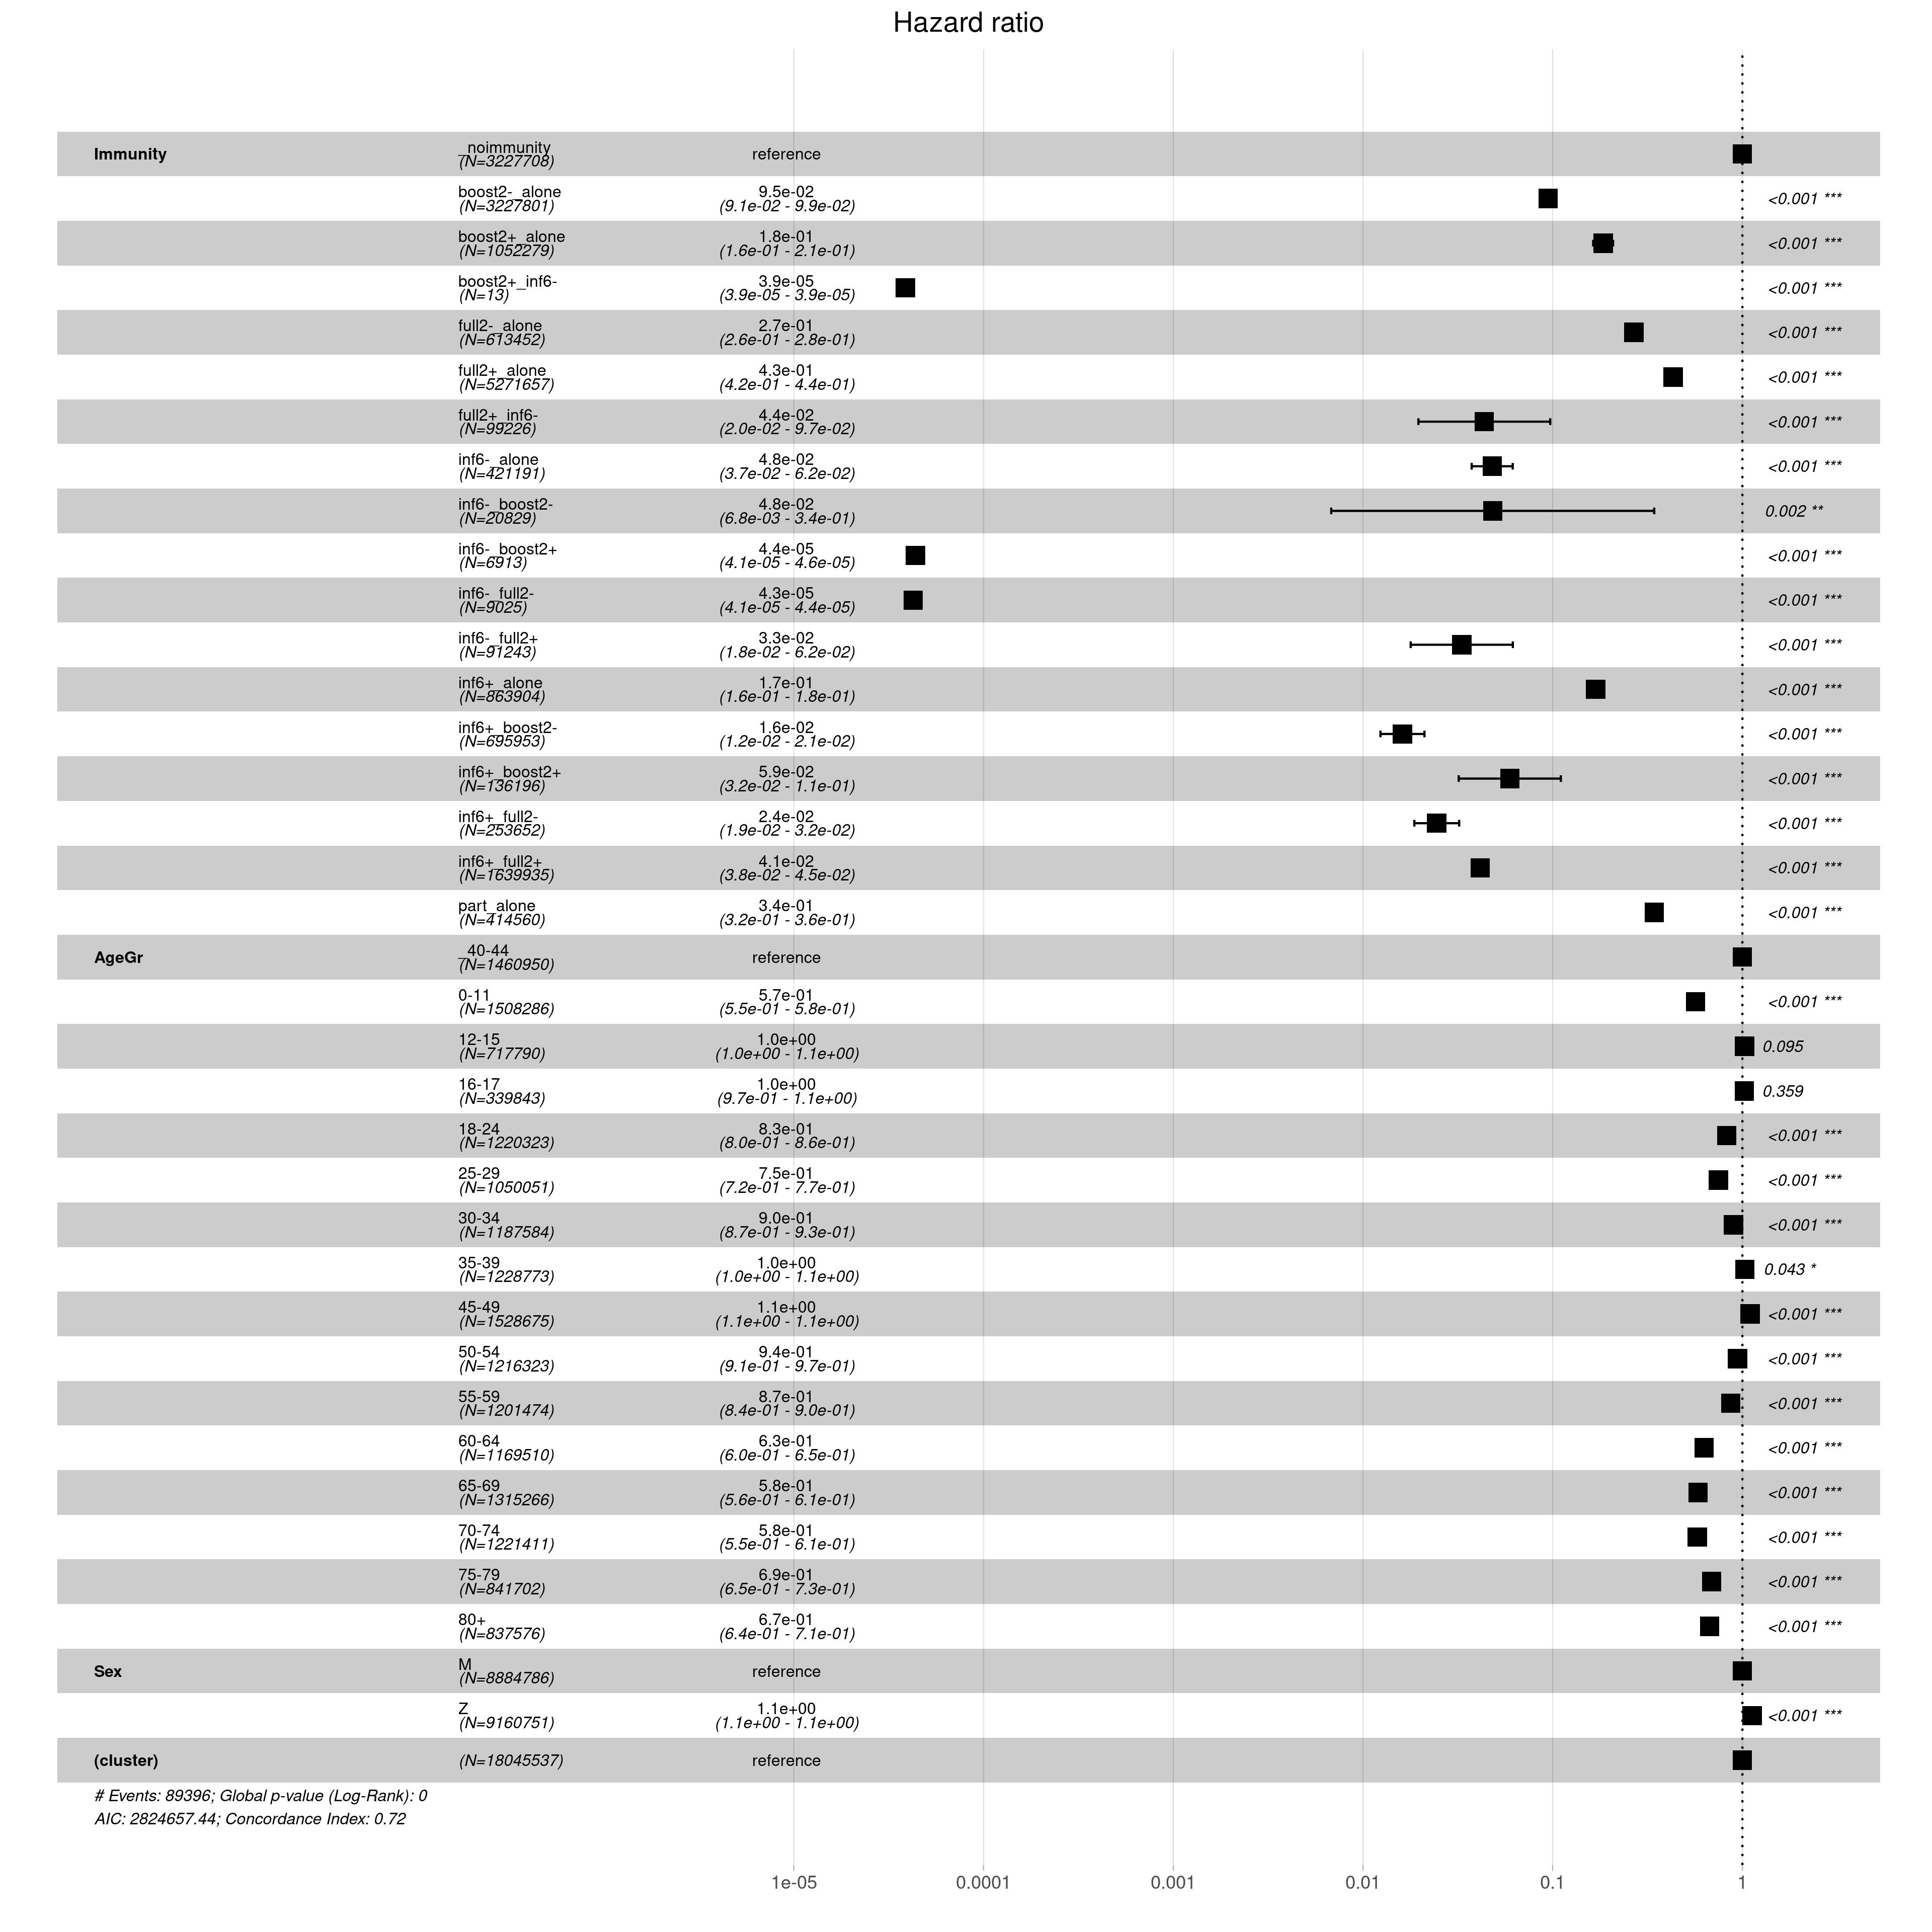 Hazard ratio
Immunity _noimmunity reference
(N=3227708)
boost2-_alone 9.5e-02
(N=3227801) (9.1e-02 - 9.9e-02) <0.001 ***
boost2+_alone 1.8e-01
(N=1052279) (1.6e-01 - 2.1e-01) <0.001 ***
boost2+_inf6- 3.9e-05
(N=13) (3.9e-05 - 3.9e-05) <0.001 ***
full2-_alone 2.7e-01
(N=613452) (2.6e-01 - 2.8e-01) <0.001 ***
full2+_alone 4.3e-01
(N=5271657) (4.2e-01 - 4.4e-01) <0.001 ***
full2+_inf6- 4.4e-02
(N=99226) (2.0e-02 - 9.7e-02) <0.001 ***
inf6-_alone 4.8e-02
(N=421191) (3.7e-02 - 6.2e-02) <0.001 ***
inf6-_boost2- 4.8e-02
(N=20829) (6.8e-03 - 3.4e-01) 0.002 **
inf6-_boost2+ 4.4e-05
(N=6913) (4.1e-05 - 4.6e-05) <0.001 ***
inf6-_full2- 4.3e-05
(N=9025) (4.1e-05 - 4.4e-05) <0.001 ***
inf6-_full2+ 3.3e-02
(N=91243) (1.8e-02 - 6.2e-02) <0.001 ***
inf6+_alone 1.7e-01
(N=863904) (1.6e-01 - 1.8e-01) <0.001 ***
inf6+_boost2- 1.6e-02
(N=695953) (1.2e-02 - 2.1e-02) <0.001 ***
inf6+_boost2+ 5.9e-02
(N=136196) (3.2e-02 - 1.1e-01) <0.001 ***
inf6+_full2- 2.4e-02
(N=253652) (1.9e-02 - 3.2e-02) <0.001 ***
inf6+_full2+ 4.1e-02
(N=1639935) (3.8e-02 - 4.5e-02) <0.001 ***
part_alone 3.4e-01
(N=414560) (3.2e-01 - 3.6e-01) <0.001 ***
AgeGr _40-44 reference
(N=1460950)
0-11 5.7e-01
(N=1508286) (5.5e-01 - 5.8e-01) <0.001 ***
12-15 1.0e+00
(N=717790) (1.0e+00 - 1.1e+00) 0.095
16-17 1.0e+00
(N=339843) (9.7e-01 - 1.1e+00) 0.359
18-24 8.3e-01
(N=1220323) (8.0e-01 - 8.6e-01) <0.001 ***
25-29 7.5e-01
(N=1050051) (7.2e-01 - 7.7e-01) <0.001 ***
30-34 9.0e-01
(N=1187584) (8.7e-01 - 9.3e-01) <0.001 ***
35-39 1.0e+00
(N=1228773) (1.0e+00 - 1.1e+00) 0.043 *
45-49 1.1e+00
(N=1528675) (1.1e+00 - 1.1e+00) <0.001 ***
50-54 9.4e-01
(N=1216323) (9.1e-01 - 9.7e-01) <0.001 ***
55-59 8.7e-01
(N=1201474) (8.4e-01 - 9.0e-01) <0.001 ***
60-64 6.3e-01
(N=1169510) (6.0e-01 - 6.5e-01) <0.001 ***
65-69 5.8e-01
(N=1315266) (5.6e-01 - 6.1e-01) <0.001 ***
70-74 5.8e-01
(N=1221411) (5.5e-01 - 6.1e-01) <0.001 ***
75-79 6.9e-01
(N=841702) (6.5e-01 - 7.3e-01) <0.001 ***
80+ 6.7e-01
(N=837576) (6.4e-01 - 7.1e-01) <0.001 ***
Sex M reference
(N=8884786)
Z 1.1e+00
(N=9160751) (1.1e+00 - 1.1e+00) <0.001 ***
(cluster) (N=18045537) reference
# Events: 89396; Global p-value (Log-Rank): 0
AIC: 2824657.44; Concordance Index: 0.72
1e-05 0.0001 0.001 0.01 0.1 1